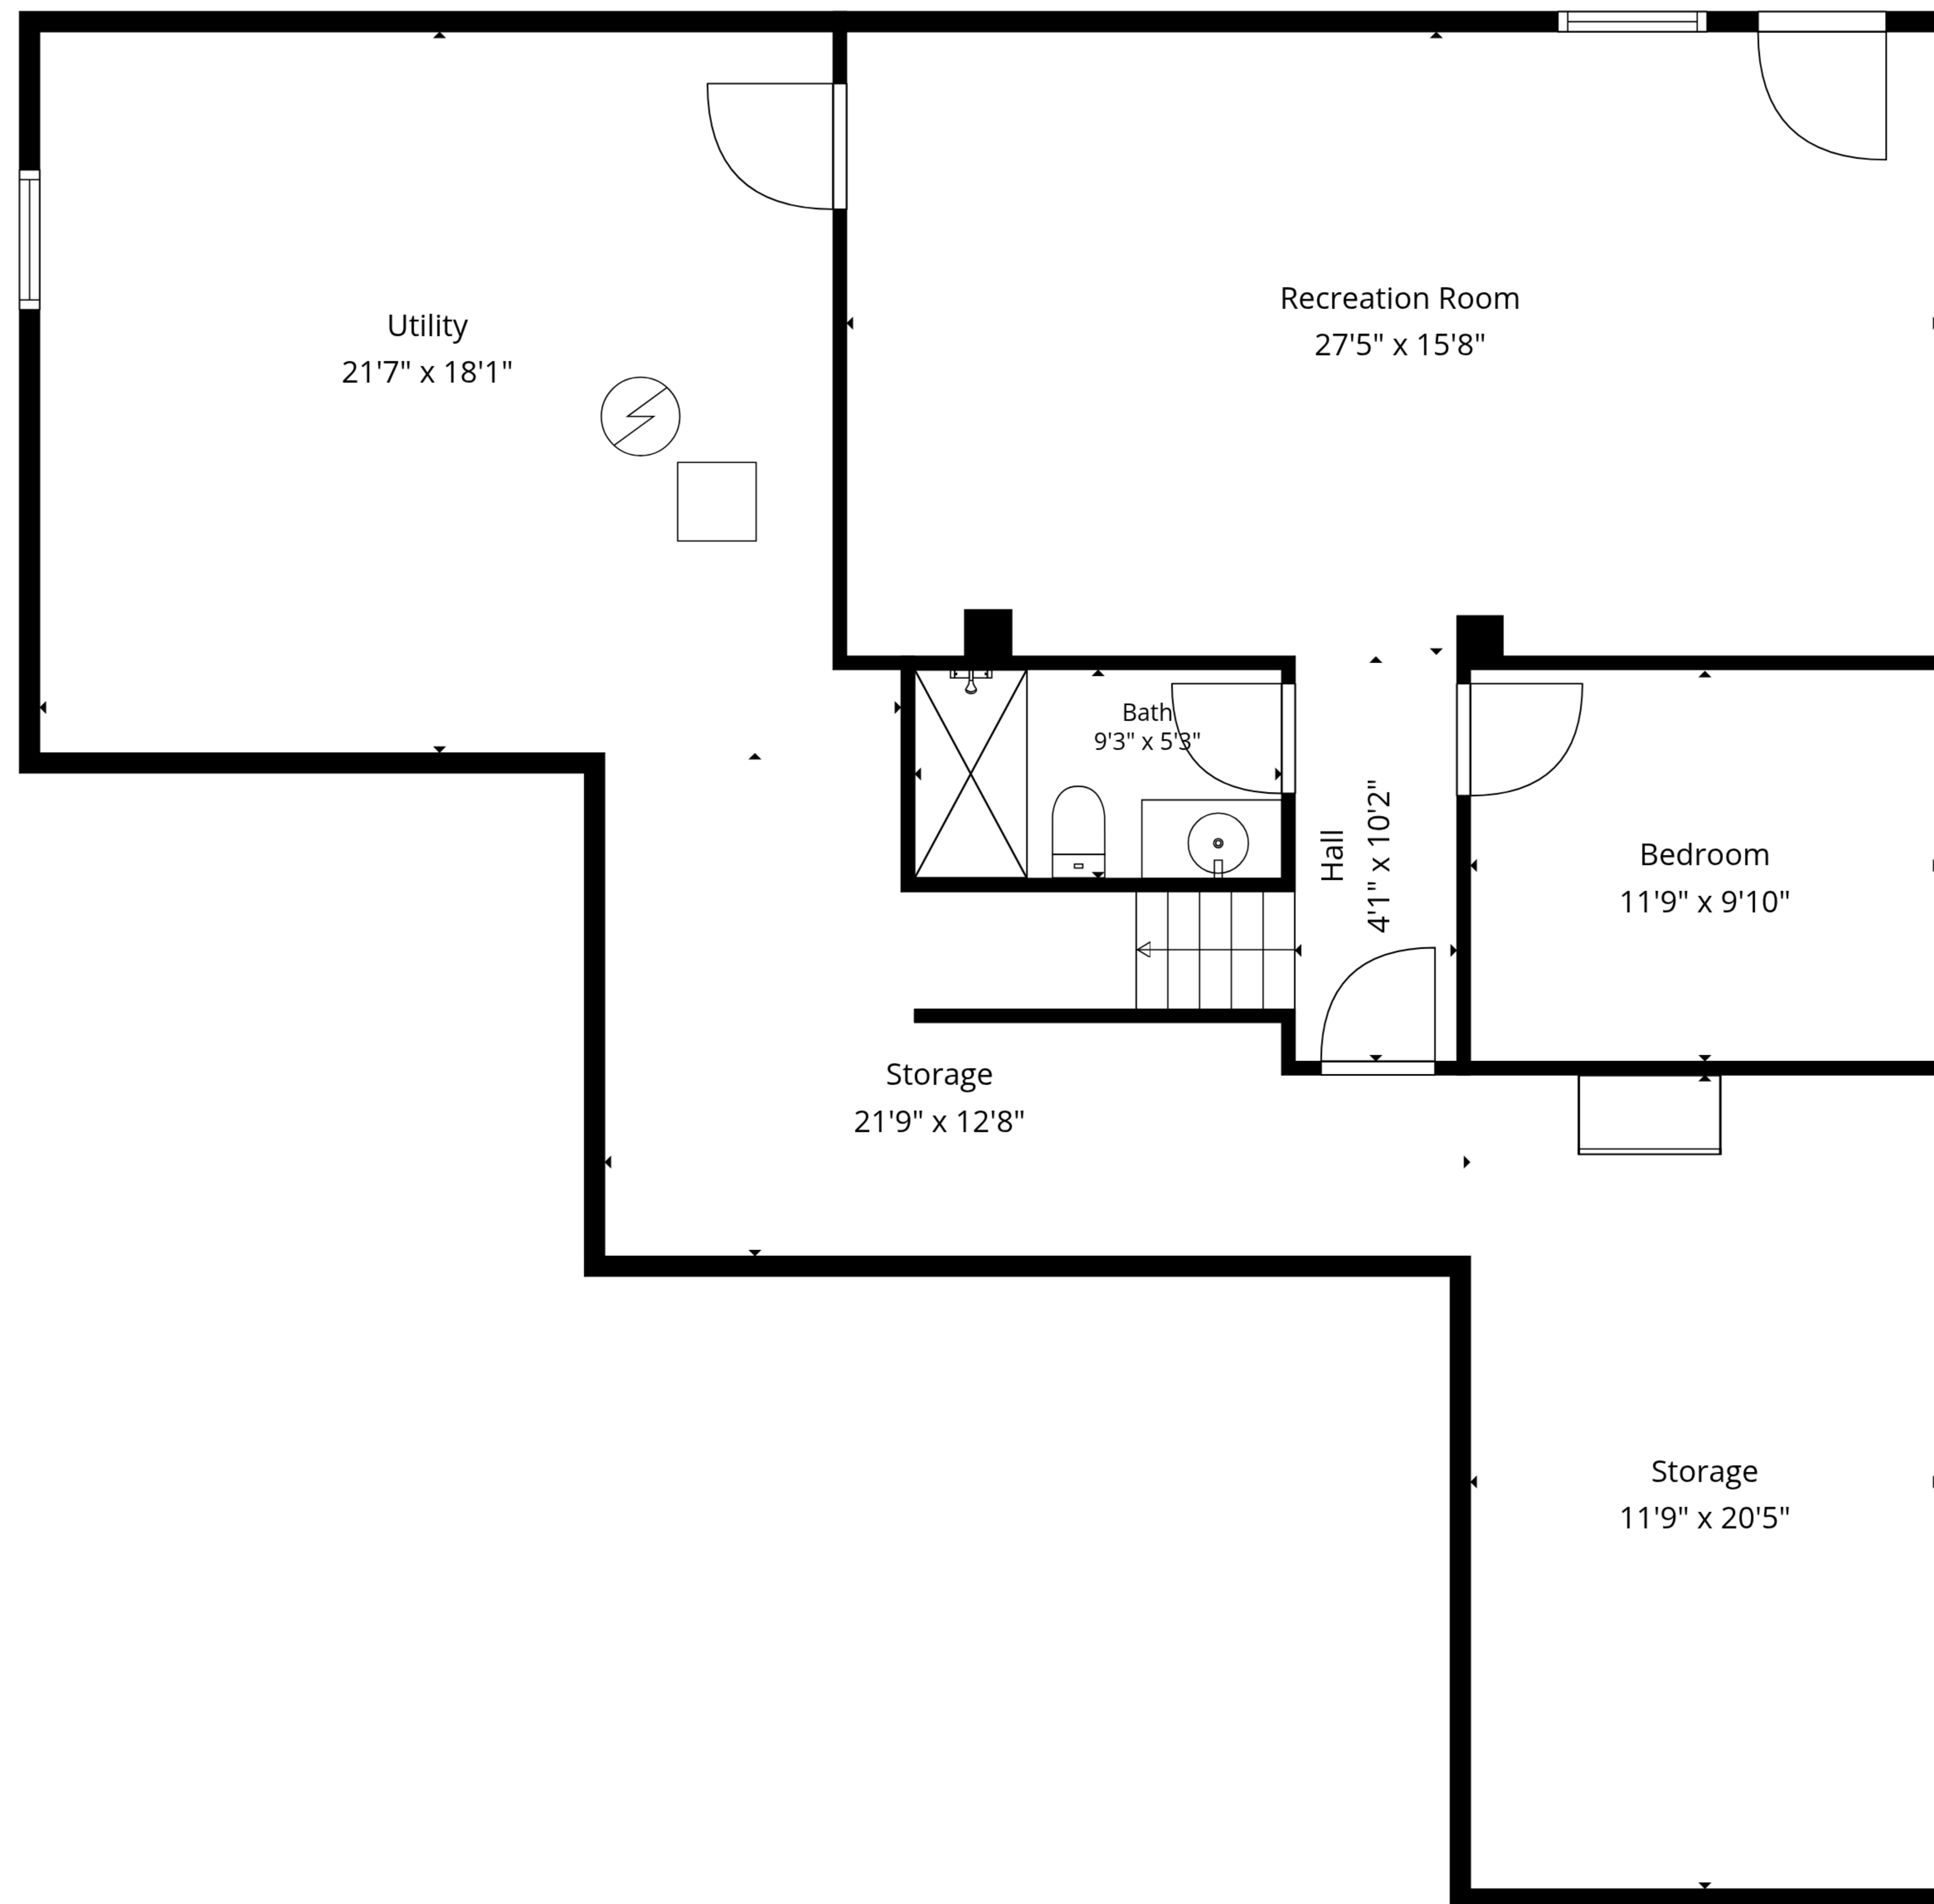 Utility
21'7" x 18'1"
Recreation Room
27'5" x 15'8"
Bath
9'3" x 5'3"
Hall
4'1" x 10'2"
Bedroom
11'9" x 9'10"
Storage
21'9" x 12'8"
Storage
11'9" x 20'5"